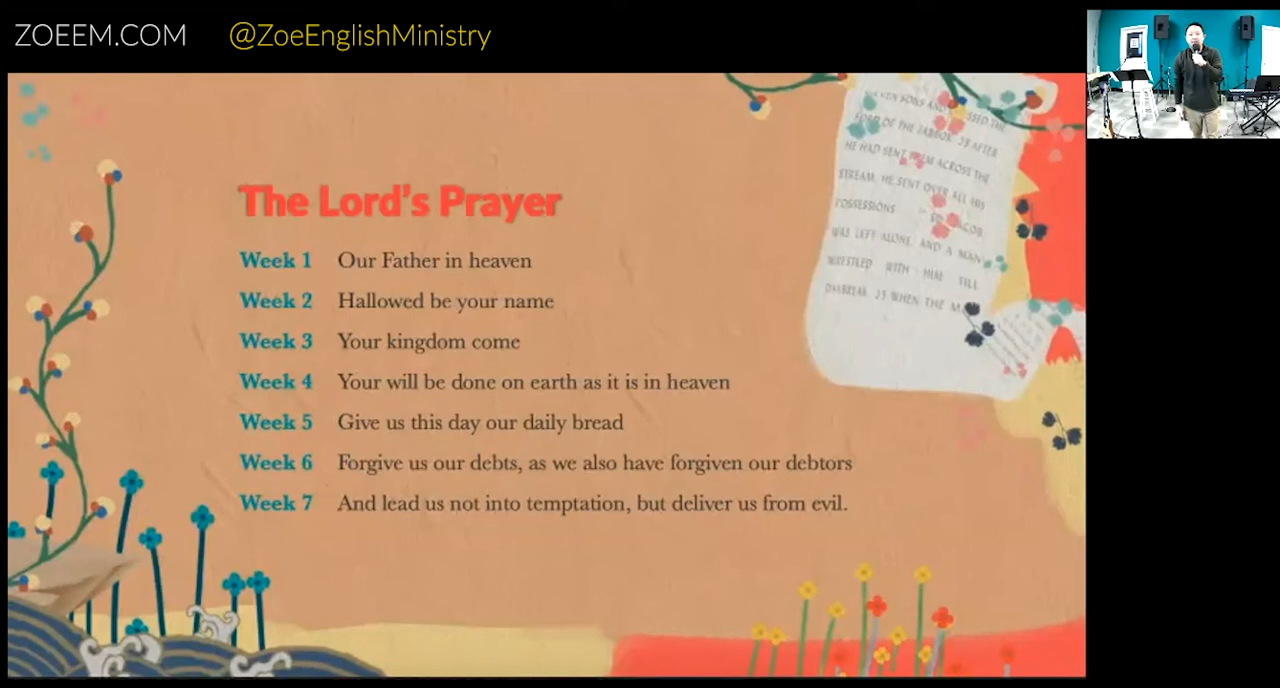 ZOEEM.COM @ZoeEnglishMinistry
The Lord's Prayer
Week 1 Our Father in heaven
Week 2 Hallowed be your name
Week 3 Your kingdom come
Week 4 Your will be done on earth as it is in heaven
Week 5 Give us this day our daily bread
Week 6 Forgive us our debts, as we also have forgiven our debtors
Week 7 And lead us not into temptation, but deliver us from evil.
SONS AND
LORD OF THE JABBOK. 23 AFTER
HE HAD SENT THEM ACROSS THE
STREAM, HE SENT OVER ALL HIS
POSSESSIONS
WAS LEFT ALONE, AND A MAN
WRESTLED WITH HIM TILL
DAYBREAK. 25 WHEN THE